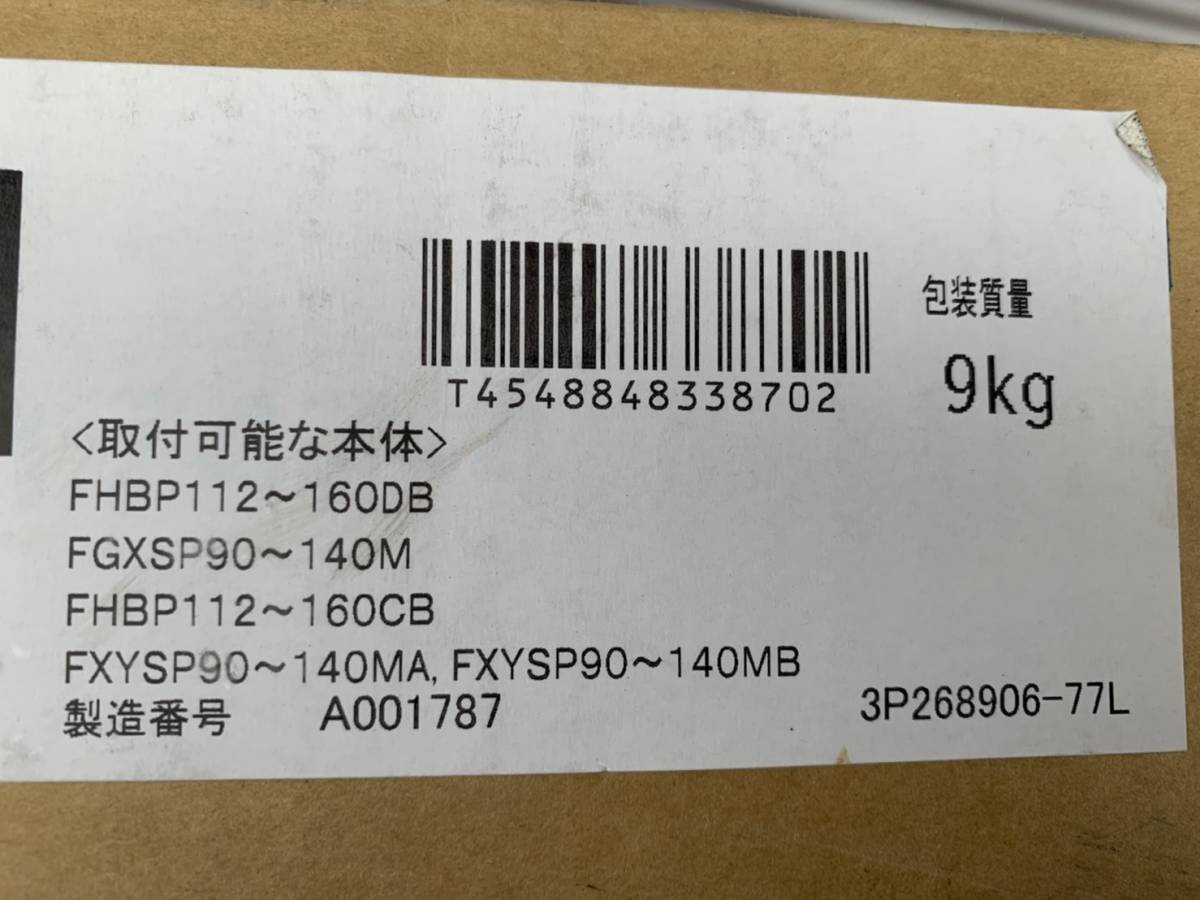 包装質量
9kg
T4548848338702
<取付可能な本体>
FHBP112~160DB
FGXSP90~140M
FHBP112~160CB
FXYSP90~140MA, FXYSP90~140MB
製造番号 A001787
3P268906-77L